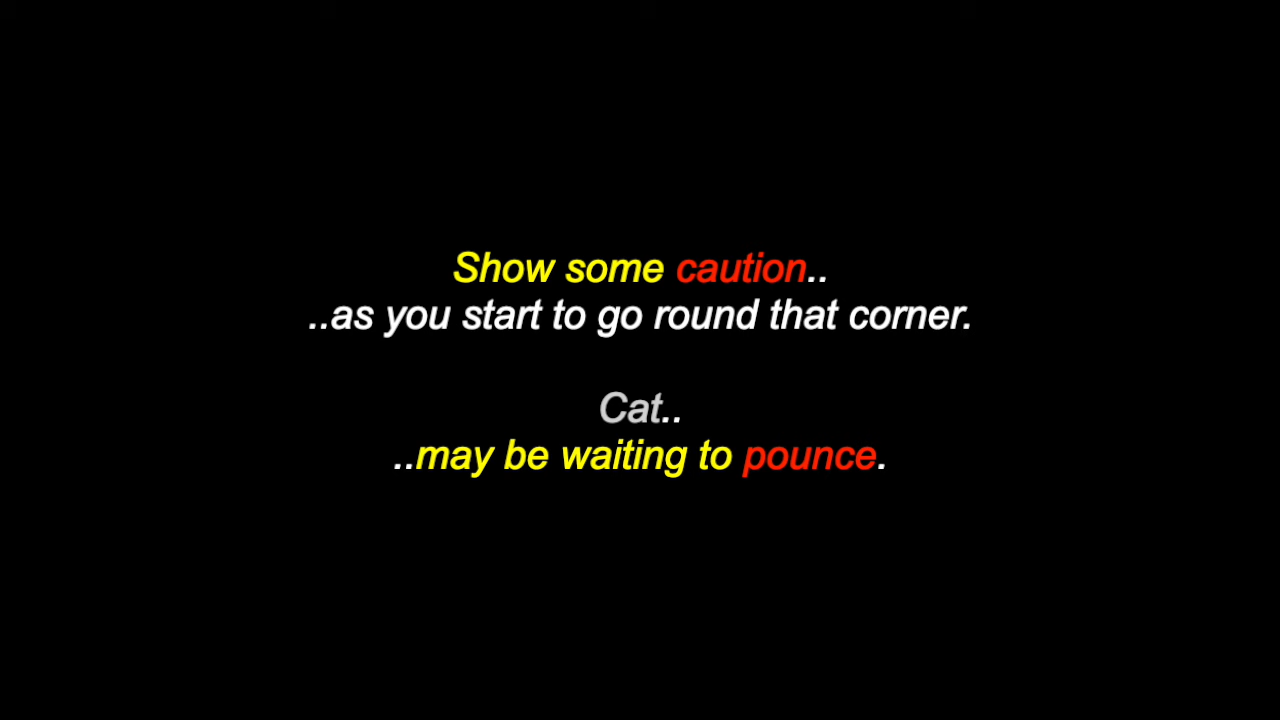 Show some caution..
..as you start to go round that corner.
Cat..
..may be waiting to pounce.